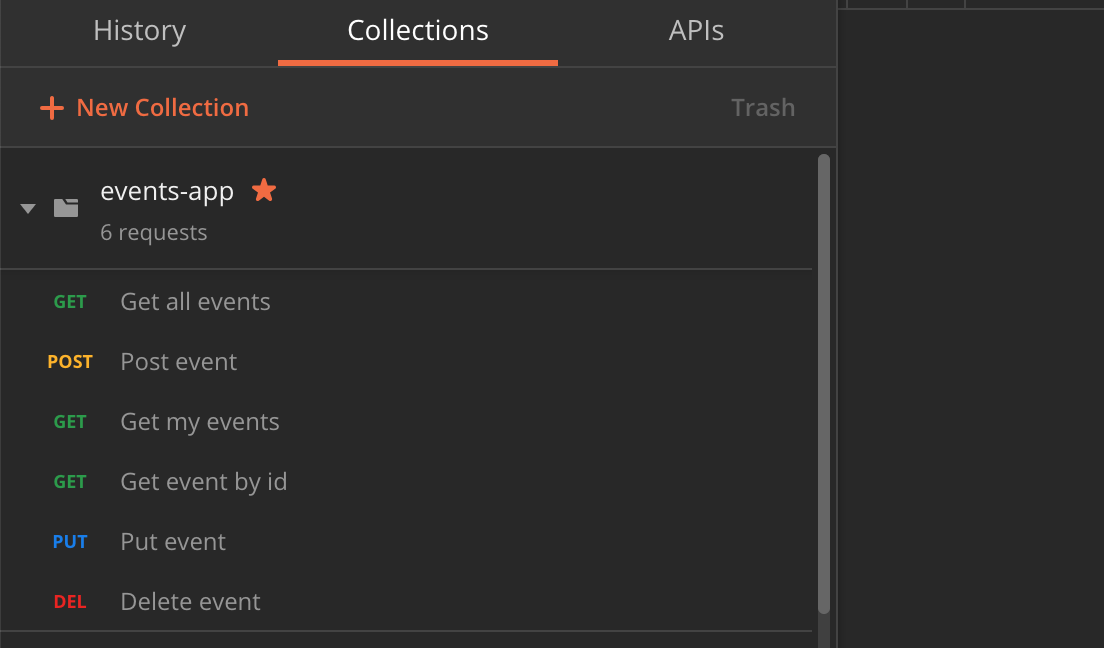 History Collections APIs
New Collection Trash
events-app
6 requests
GET Get all events
POST Post event
GET Get my events
GET Get event by id
PUT Put event
DEL Delete event